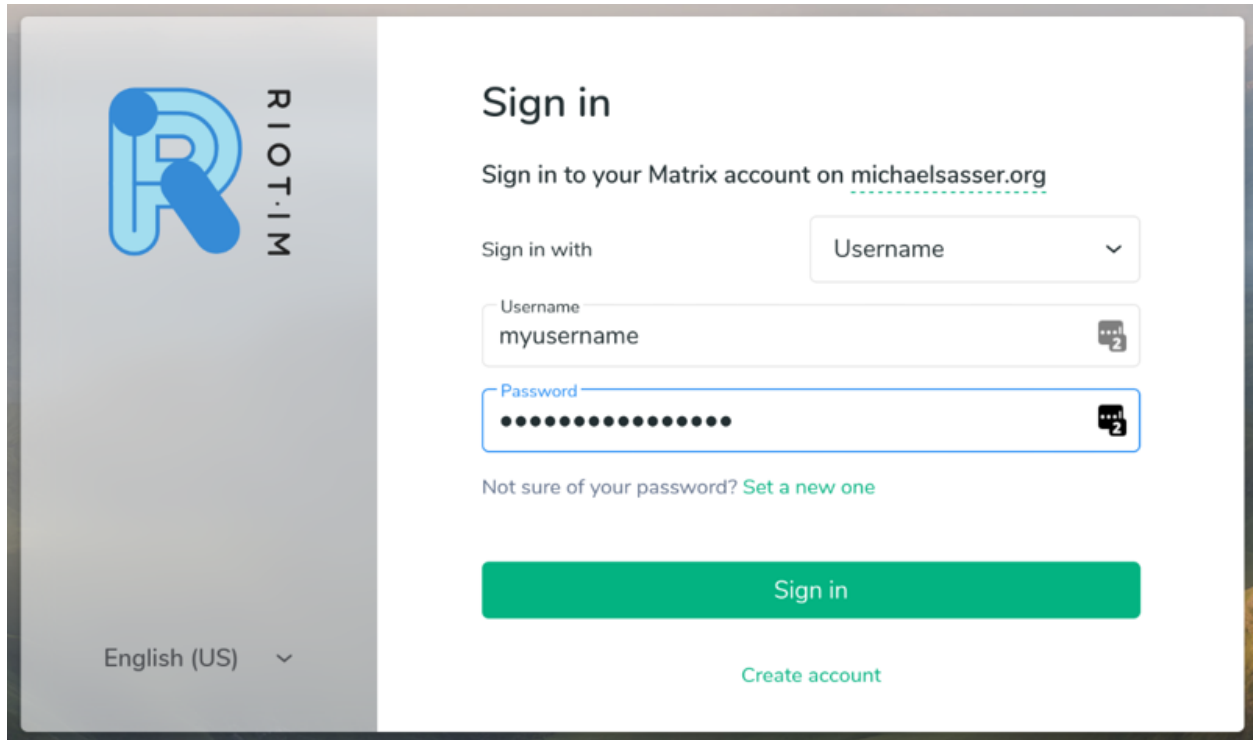 RIOT·IM
Sign in
Sign in to your Matrix account on michaelsasser.org
Sign in with Username
Username
myusername
Password
••••••••••••••••
Not sure of your password? Set a new one
Sign in
Create account
English (US)